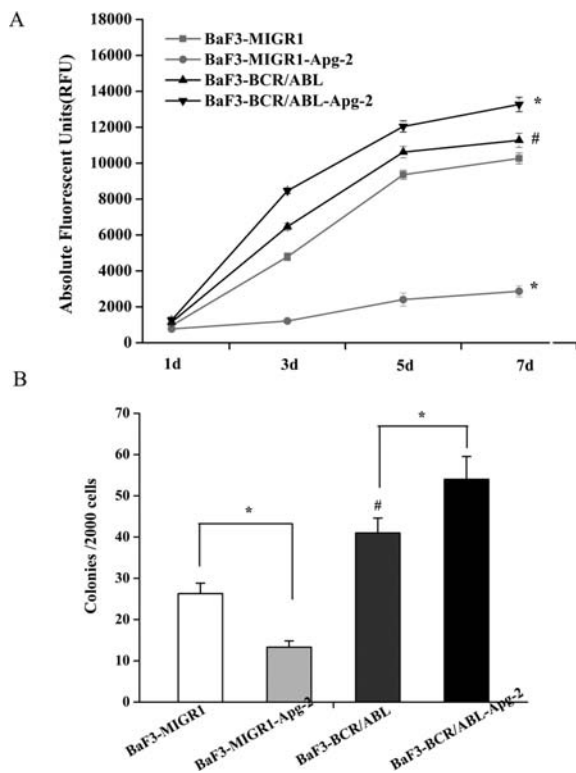 A
18000
16000
14000
12000
10000
8000
6000
4000
2000
0
Absolute Fluorescent Units(RFU)
BaF3-MIGR1
BaF3-MIGR1-Apg-2
BaF3-BCR/ABL
BaF3-BCR/ABL-Apg-2
*
#
*
1d
3d
5d
7d
B
70
60
50
40
30
20
10
0
Colonies /2000 cells
*
#
*
BaF3-MIGR1
BaF3-MIGR1-Apg-2
BaF3-BCR/ABL
BaF3-BCR/ABL-Apg-2